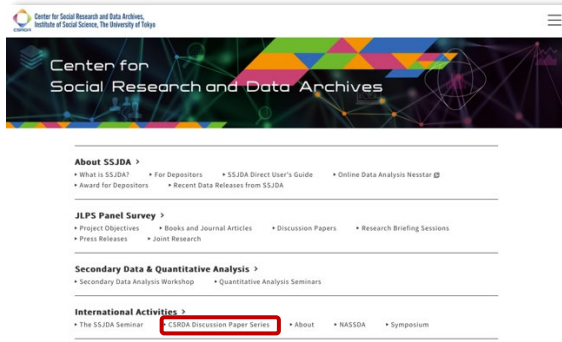 Center for Social Research and Data Archives,
Institute of Social Science, The University of Tokyo
CSRDA
Center for
Social Research and Data Archives
About SSJDA >
▸ What is SSJDA? ▸ For Depositors ▸ SSJDA Direct User's Guide ▸ Online Data Analysis Nesstar
▸ Award for Depositors ▸ Recent Data Releases from SSJDA
JLPS Panel Survey >
▸ Project Objectives ▸ Books and Journal Articles ▸ Discussion Papers ▸ Research Briefing Sessions
▸ Press Releases ▸ Joint Research
Secondary Data & Quantitative Analysis >
▸ Secondary Data Analysis Workshop ▸ Quantitative Analysis Seminars
International Activities >
▸ The SSJDA Seminar ▸ CSRDA Discussion Paper Series ▸ About ▸ NASSDA ▸ Symposium